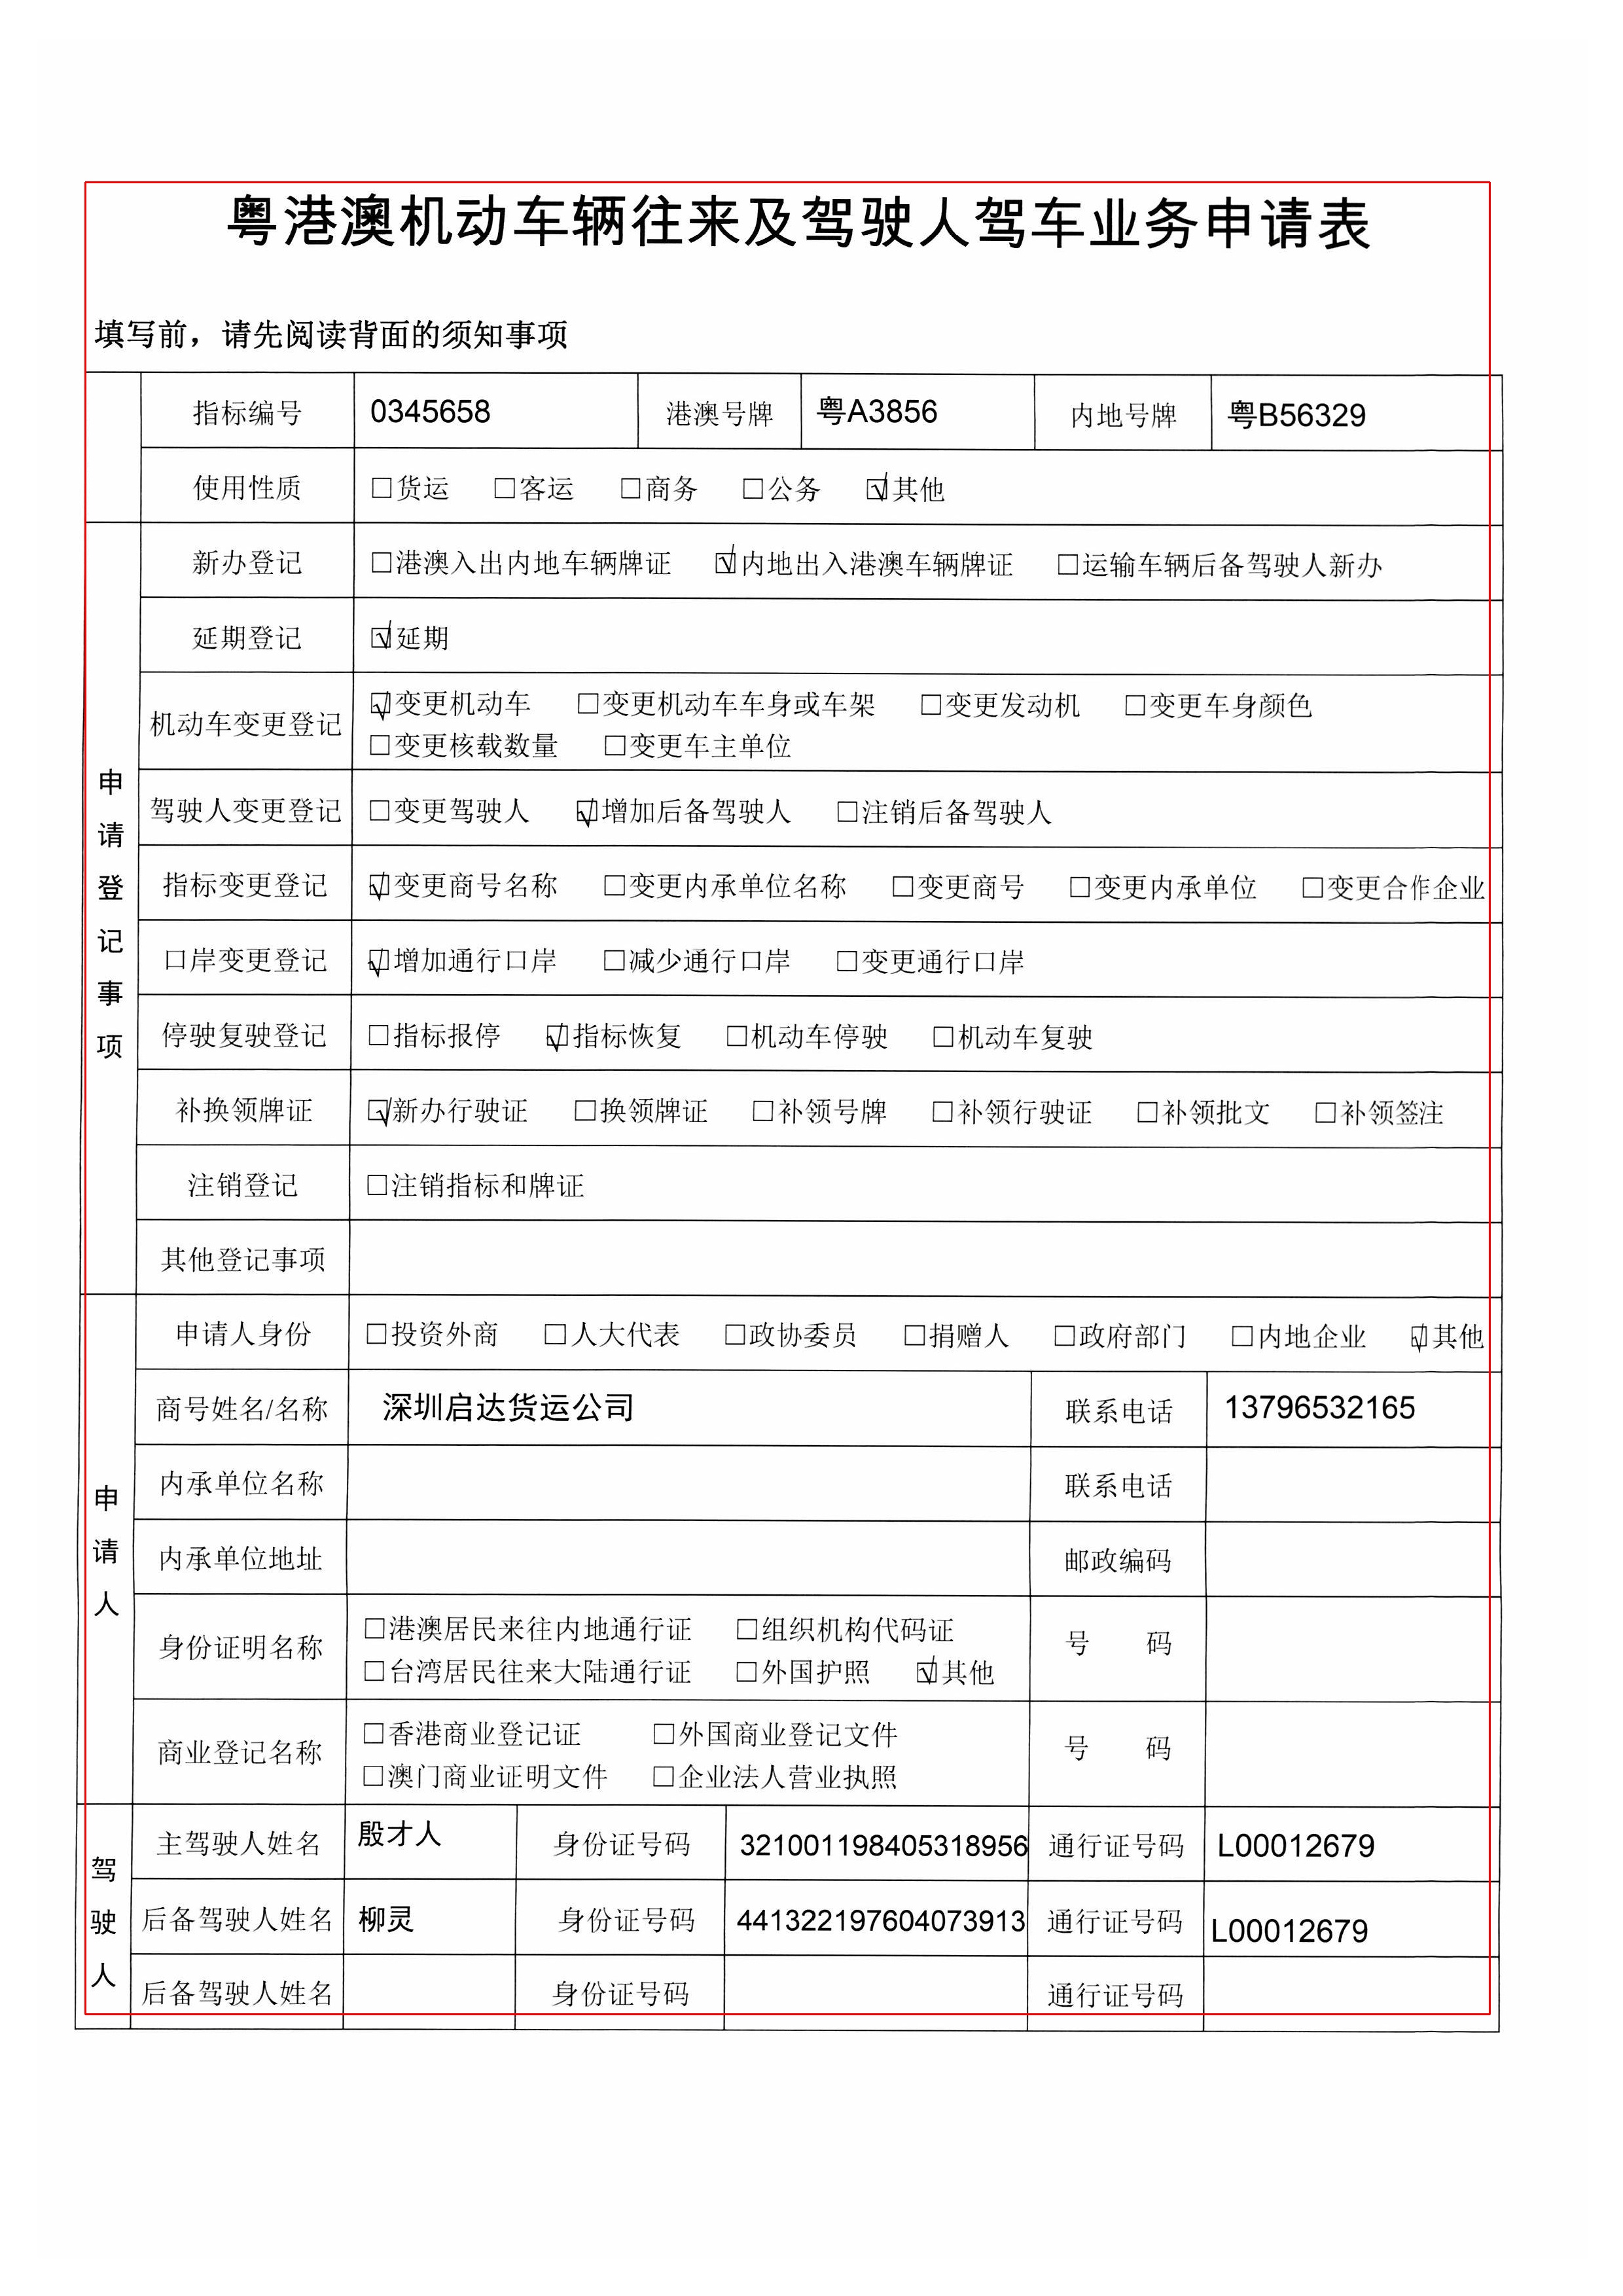 粤港澳机动车辆往来及驾驶人驾车业务申请表
填写前，请先阅读背面的须知事项
指标编号 0345658 港澳号牌 粤A3856 内地号牌 粤B56329
使用性质 □货运 □客运 □商务 □公务 ☑其他
申请登记事项
新办登记 □港澳入出内地车辆牌证 ☑内地出入港澳车辆牌证 □运输车辆后备驾驶人新办
延期登记 ☑延期
机动车变更登记 ☑变更机动车 □变更机动车车身或车架 □变更发动机 □变更车身颜色
□变更核载数量 □变更车主单位
驾驶人变更登记 □变更驾驶人 ☑增加后备驾驶人 □注销后备驾驶人
指标变更登记 ☑变更商号名称 □变更内承单位名称 □变更商号 □变更内承单位 □变更合作企业
口岸变更登记 ☑增加通行口岸 □减少通行口岸 □变更通行口岸
停驶复驶登记 □指标报停 ☑指标恢复 □机动车停驶 □机动车复驶
补换领牌证 ☑新办行驶证 □换领牌证 □补领号牌 □补领行驶证 □补领批文 □补领签注
注销登记 □注销指标和牌证
其他登记事项
申请人
申请人身份 □投资外商 □人大代表 □政协委员 □捐赠人 □政府部门 □内地企业 ☑其他
商号姓名/名称 深圳启达货运公司 联系电话 13796532165
内承单位名称 联系电话
内承单位地址 邮政编码
身份证明名称 □港澳居民来往内地通行证 □组织机构代码证 号 码
□台湾居民往来大陆通行证 □外国护照 ☑其他
商业登记名称 □香港商业登记证 □外国商业登记文件 号 码
□澳门商业证明文件 □企业法人营业执照
驾驶人
主驾驶人姓名 殷才人 身份证号码 321001198405318956 通行证号码 L00012679
后备驾驶人姓名 柳灵 身份证号码 441322197604073913 通行证号码 L00012679
后备驾驶人姓名 身份证号码 通行证号码